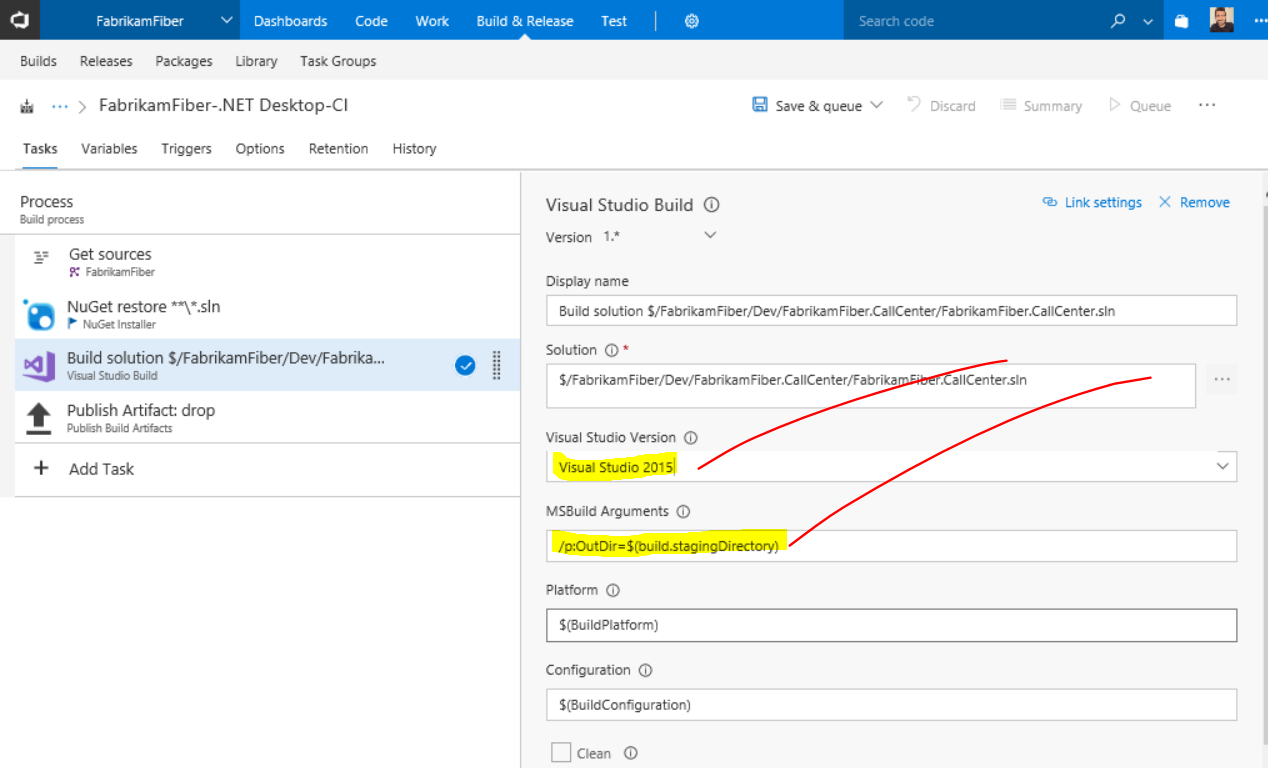 FabrikamFiber Dashboards Code Work Build & Release Test Search code
Builds Releases Packages Library Task Groups
... > FabrikamFiber-.NET Desktop-CI Save & queue Discard Summary Queue ...
Tasks Variables Triggers Options Retention History
Process
Build process
Get sources
FabrikamFiber
NuGet restore **\*.sln
NuGet Installer
Build solution $/FabrikamFiber/Dev/Fabrika...
Visual Studio Build
Publish Artifact: drop
Publish Build Artifacts
+ Add Task
Visual Studio Build Link settings Remove
Version 1.*
Display name
Build solution $/FabrikamFiber/Dev/FabrikamFiber.CallCenter/FabrikamFiber.CallCenter.sln
Solution *
$/FabrikamFiber/Dev/FabrikamFiber.CallCenter/FabrikamFiber.CallCenter.sln
...
Visual Studio Version
Visual Studio 2015
MSBuild Arguments
/p:OutDir=$(build.stagingDirectory)
Platform
$(BuildPlatform)
Configuration
$(BuildConfiguration)
Clean